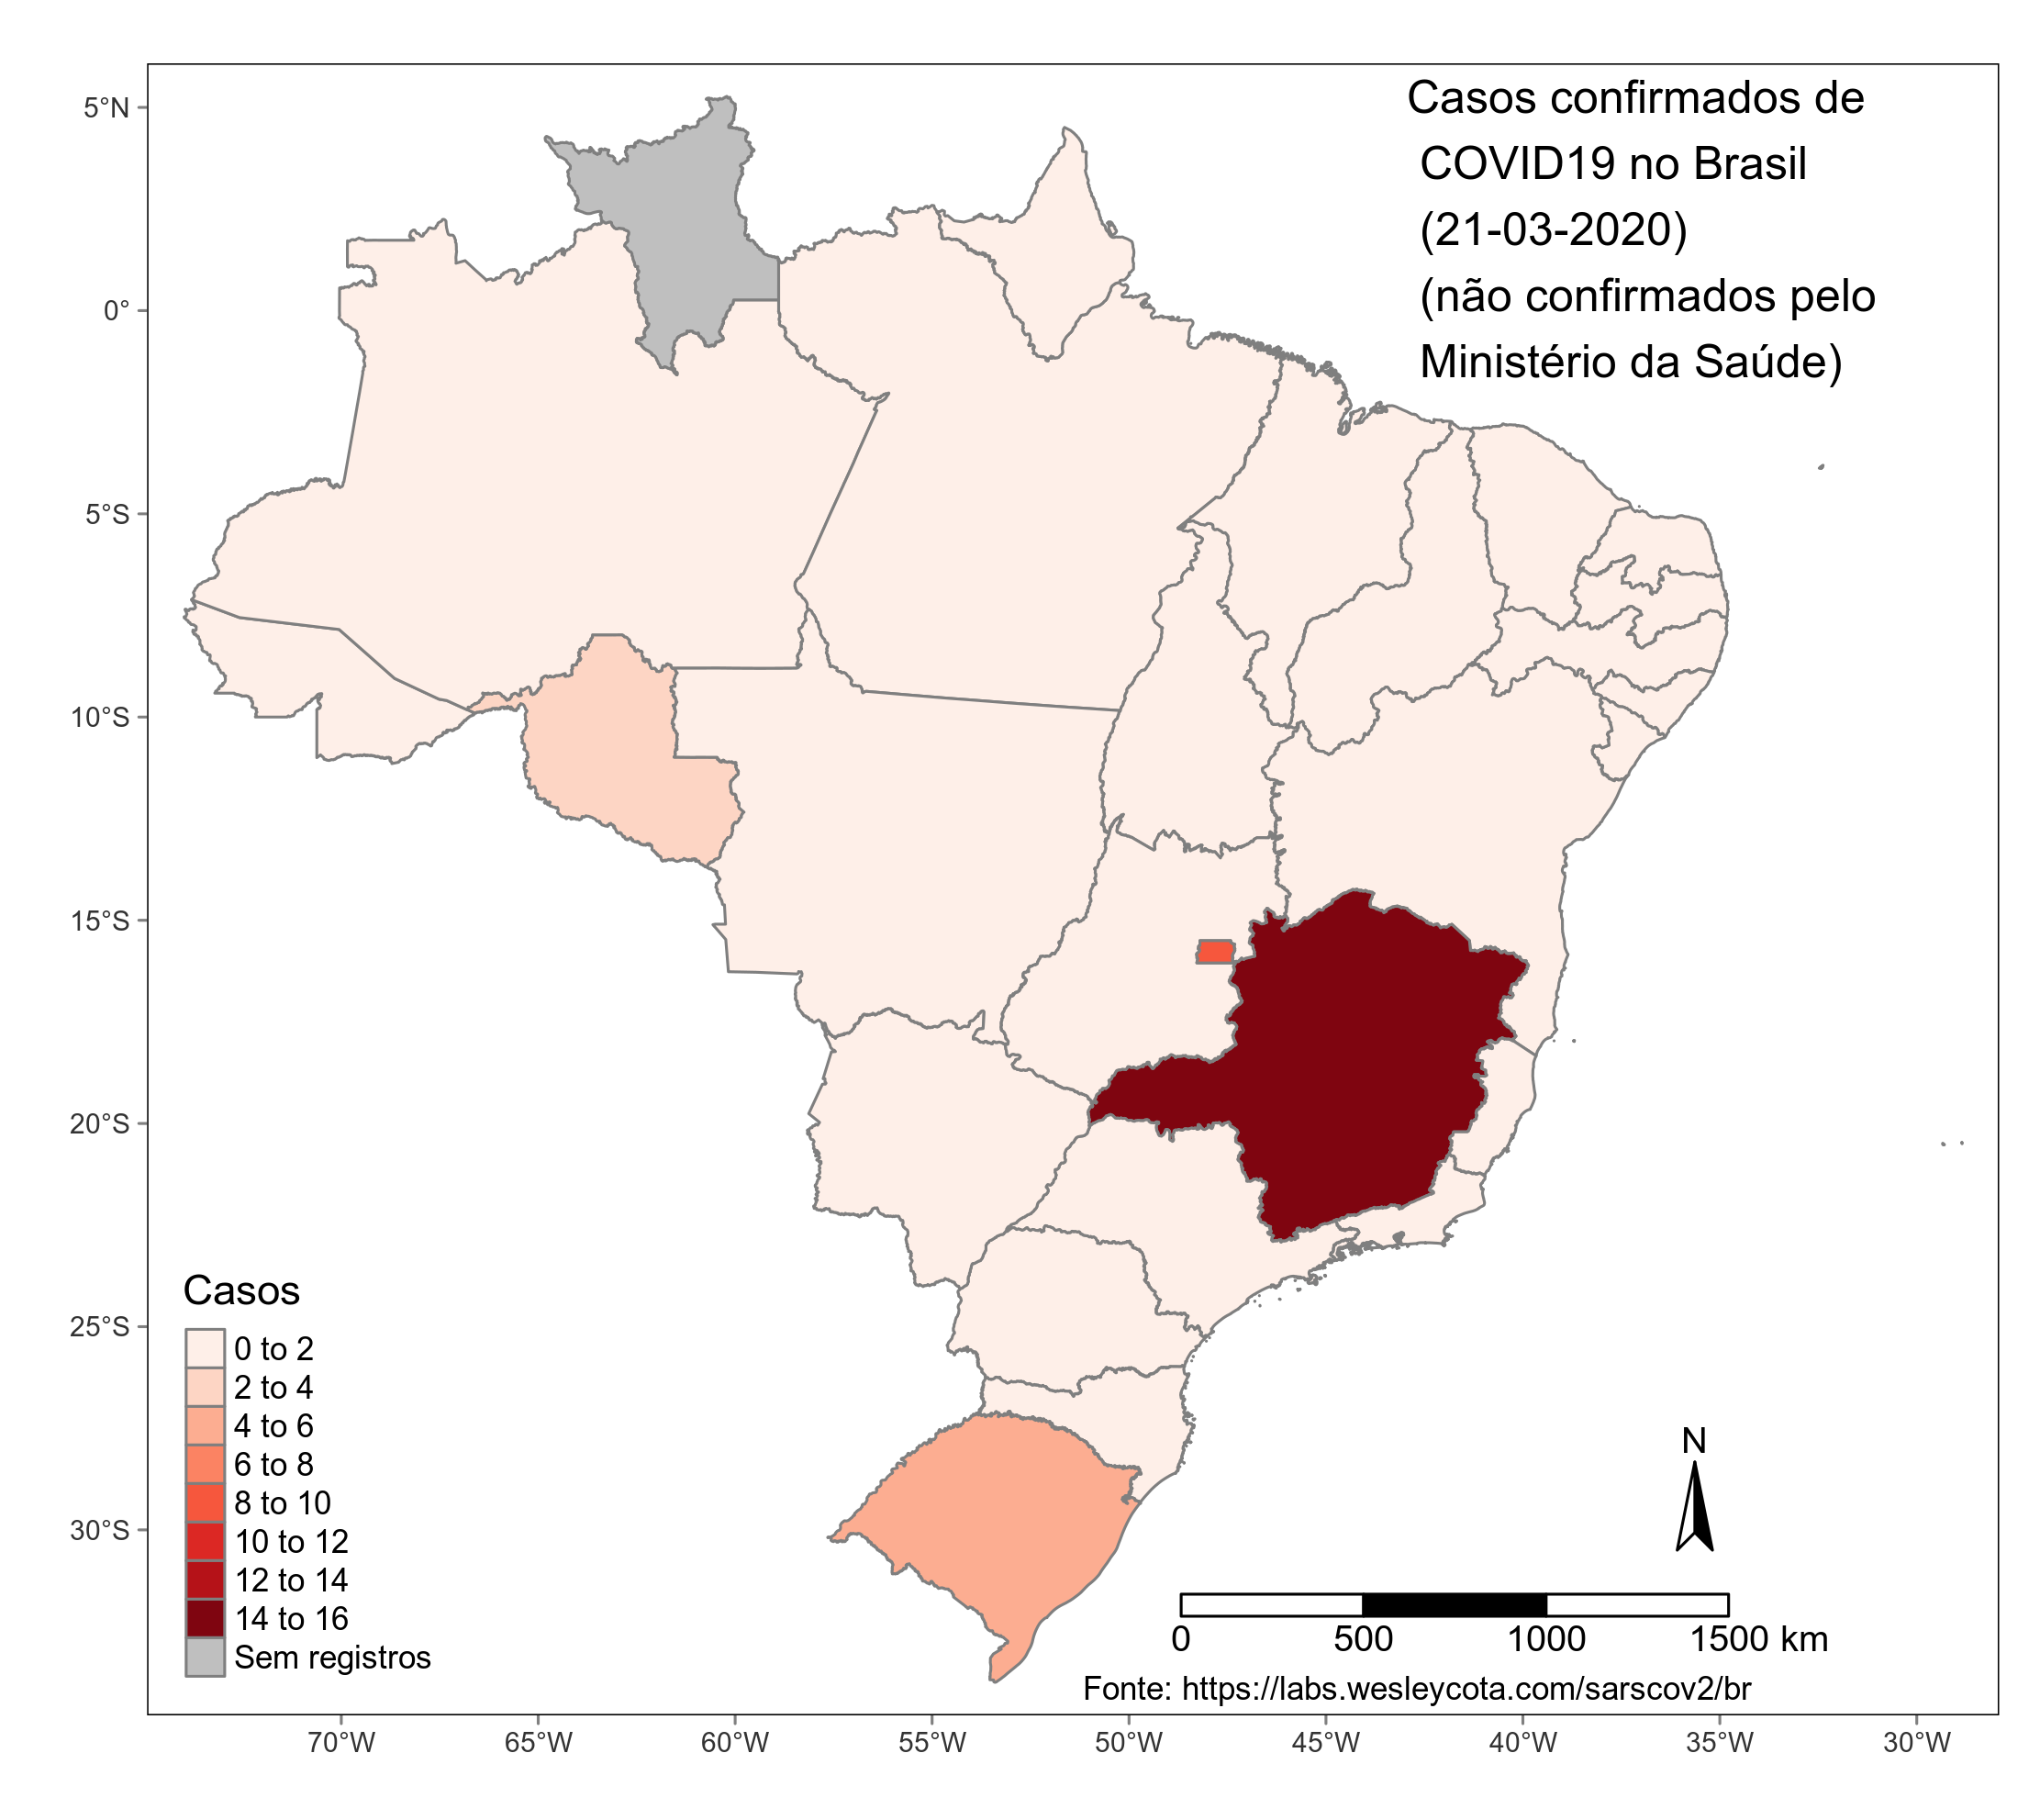 Casos confirmados de
COVID19 no Brasil
(21-03-2020)
(não confirmados pelo
Ministério da Saúde)
5°N
0°
5°S
10°S
15°S
20°S
25°S
30°S
Casos
0 to 2
2 to 4
4 to 6
6 to 8
8 to 10
10 to 12
12 to 14
14 to 16
Sem registros
N
0 500 1000 1500 km
Fonte: https://labs.wesleycota.com/sarscov2/br
70°W 65°W 60°W 55°W 50°W 45°W 40°W 35°W 30°W